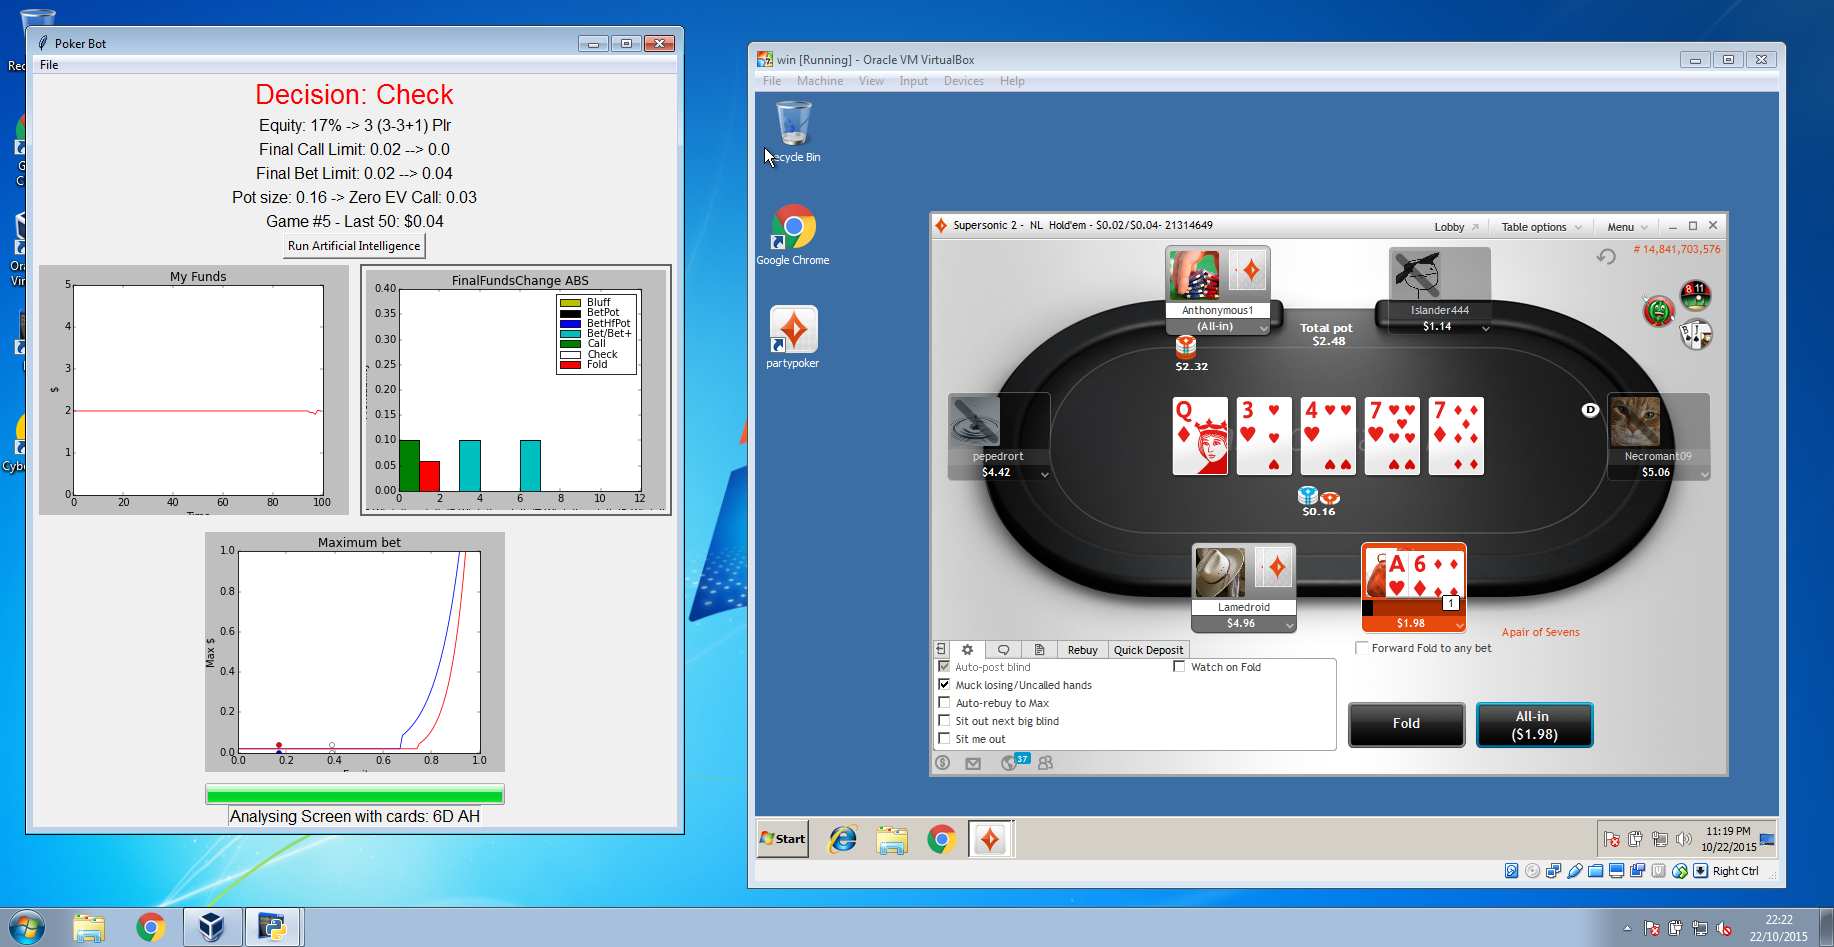 Poker Bot
File
Decision: Check
Equity: 17% -> 3 (3-3+1) Plr
Final Call Limit: 0.02 --> 0.0
Final Bet Limit: 0.02 --> 0.04
Pot size: 0.16 -> Zero EV Call: 0.03
Game #5 - Last 50: $0.04
Run Artificial Intelligence
My Funds
5
4
3
2
1
0
$
0 20 40 60 80 100
FinalFundsChange ABS
0.40
0.35
0.30
0.25
0.20
0.15
0.10
0.05
0.00
0 2 4 6 8 10 12
Bluff
BetPot
BetHfPot
Bet/Bet+
Call
Check
Fold
Maximum bet
1.0
0.8
0.6
0.4
0.2
0.0
Max $
0.0 0.2 0.4 0.6 0.8 1.0
Analysing Screen with cards: 6D AH
win [Running] - Oracle VM VirtualBox
File Machine View Input Devices Help
Recycle Bin
Google Chrome
partypoker
Supersonic 2 - NL Hold'em - $0.02/$0.04- 21314649
Lobby
Table options
Menu
# 14,841,703,576
8 11
B J
Anthonymous1
(All-in)
Islander444
$1.14
Total pot
$2.48
$2.32
pepedrort
$4.42
Q 3 4 7 7
D
Necromant09
$5.06
$0.16
Lamedroid
$4.96
A 6
1
$1.98
A pair of Sevens
Forward Fold to any bet
Rebuy
Quick Deposit
Auto-post blind
Watch on Fold
Muck losing/Uncalled hands
Auto-rebuy to Max
Sit out next big blind
Sit me out
37
Fold
All-in
($1.98)
Start
11:19 PM
10/22/2015
Right Ctrl
22:22
22/10/2015